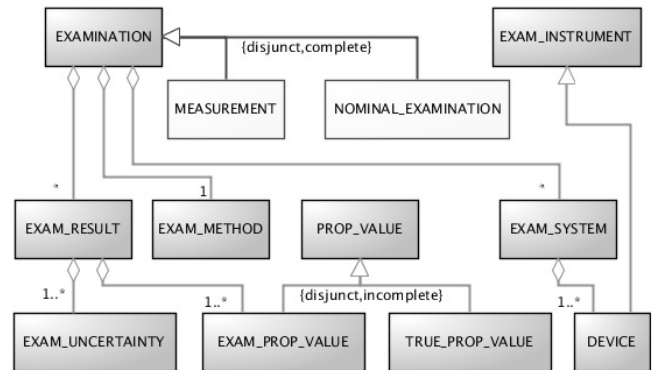 EXAMINATION
EXAM_INSTRUMENT
{disjunct,complete}
MEASUREMENT
NOMINAL_EXAMINATION
*
1
*
EXAM_RESULT
EXAM_METHOD
PROP_VALUE
EXAM_SYSTEM
1..*
1..*
{disjunct,incomplete}
1..*
EXAM_UNCERTAINTY
EXAM_PROP_VALUE
TRUE_PROP_VALUE
DEVICE